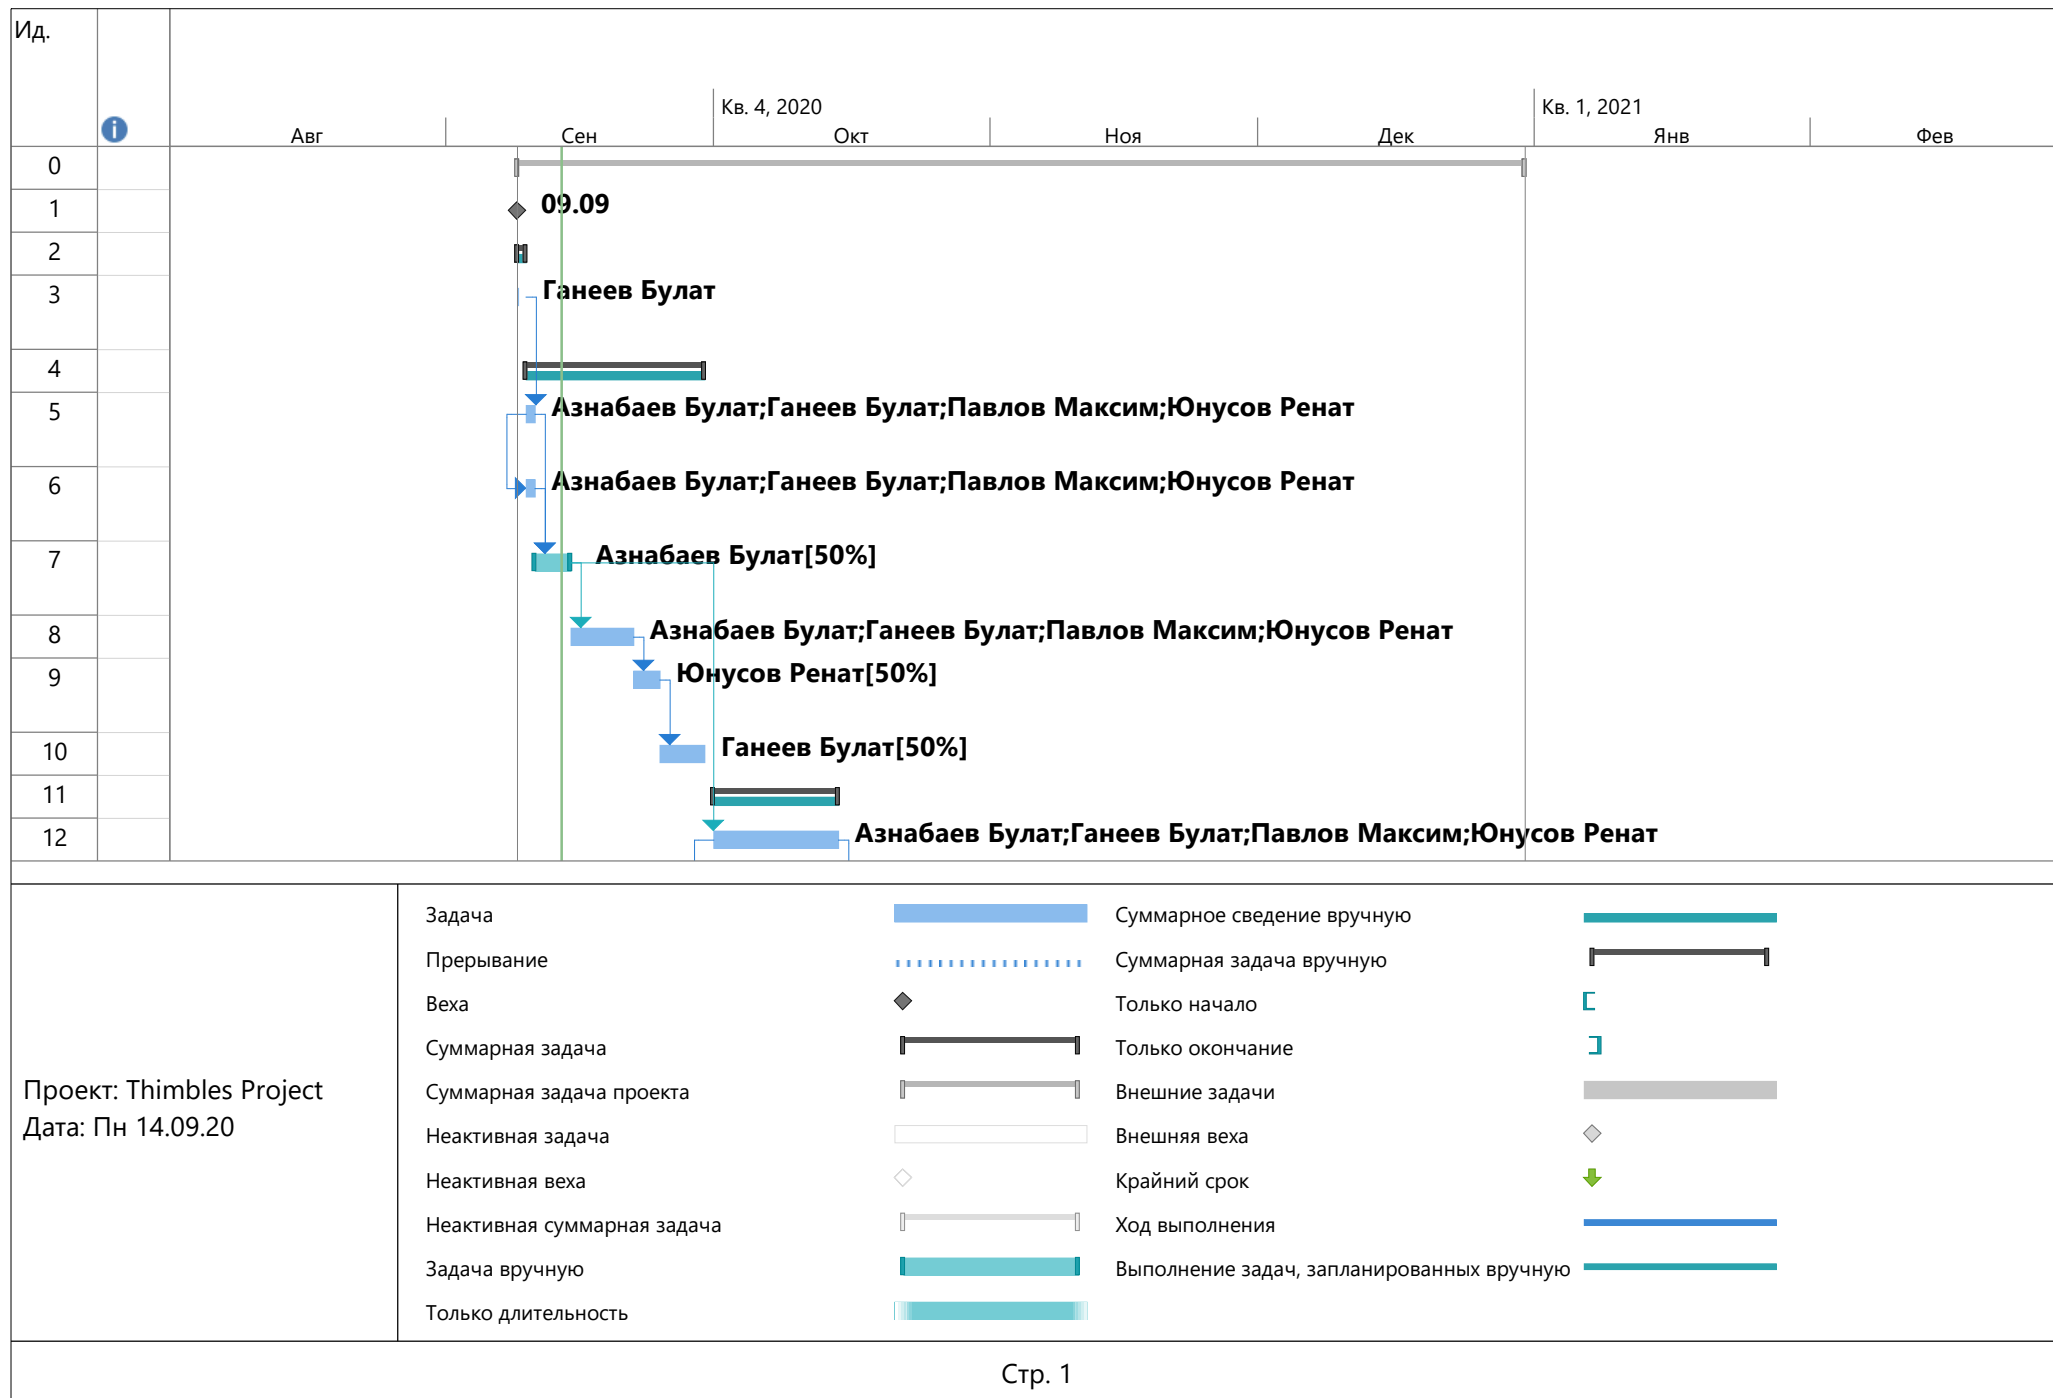 Ид.
Кв. 4, 2020
Кв. 1, 2021
Авг
Сен
Окт
Ноя
Дек
Янв
Фев
0
1
09.09
2
3
Ганеев Булат
4
5
Азнабаев Булат;Ганеев Булат;Павлов Максим;Юнусов Ренат
6
Азнабаев Булат;Ганеев Булат;Павлов Максим;Юнусов Ренат
7
Азнабаев Булат[50%]
8
Азнабаев Булат;Ганеев Булат;Павлов Максим;Юнусов Ренат
9
Юнусов Ренат[50%]
10
Ганеев Булат[50%]
11
12
Азнабаев Булат;Ганеев Булат;Павлов Максим;Юнусов Ренат
Проект: Thimbles Project
Дата: Пн 14.09.20
Задача
Прерывание
Веха
Суммарная задача
Суммарная задача проекта
Неактивная задача
Неактивная веха
Неактивная суммарная задача
Задача вручную
Только длительность
Суммарное сведение вручную
Суммарная задача вручную
Только начало
Только окончание
Внешние задачи
Внешняя веха
Крайний срок
Ход выполнения
Выполнение задач, запланированных вручную
Стр. 1